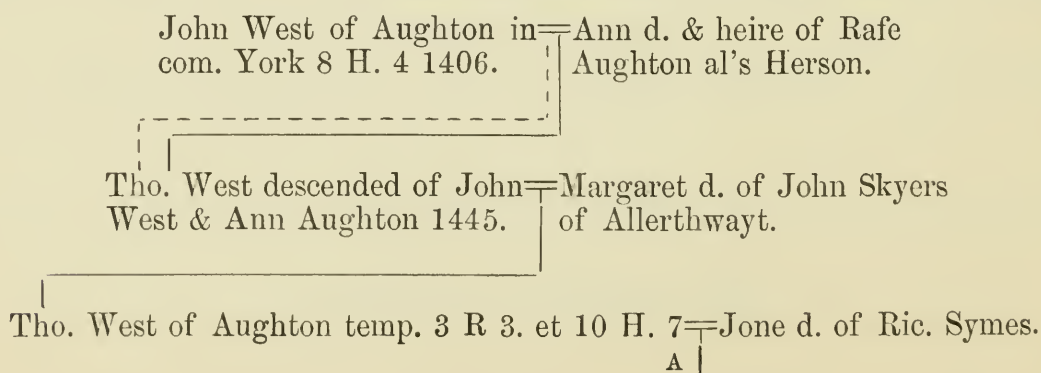 John West of Aughton in=Ann d. & heire of Rafe
com. York 8 H. 4 1406. Aughton al's Herson.
Tho. West descended of John=Margaret d. of John Skyers
West & Ann Aughton 1445. of Allerthwayt.
Tho. West of Aughton temp. 3 R 3. et 10 H. 7=Jone d. of Ric. Symes.
A